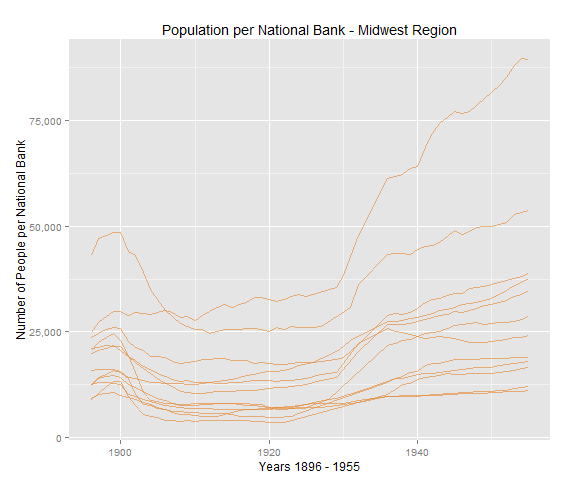 Population per National Bank - Midwest Region
Number of People per National Bank
75,000
50,000
25,000
0
1900
1920
1940
Years 1896 - 1955